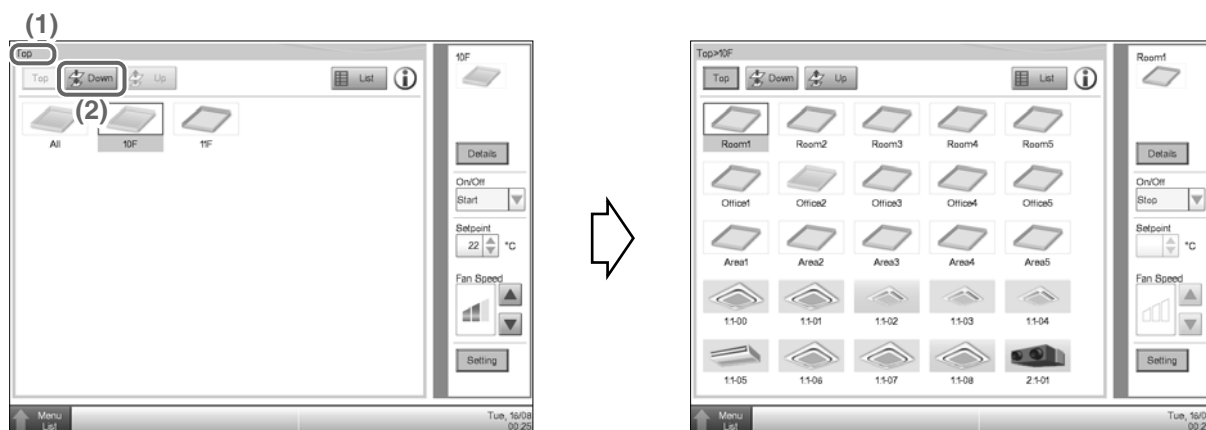 (1)
Top
Top Down Up List
(2)
All 10F 11F
10F
Details
On/Off
Start
Setpoint
22 °C
Fan Speed
Setting
Menu
List
Tue, 16/08
00:25
Top>10F
Top Down Up List
Room1 Room2 Room3 Room4 Room5
Office1 Office2 Office3 Office4 Office5
Area1 Area2 Area3 Area4 Area5
1:1-00 1:1-01 1:1-02 1:1-03 1:1-04
1:1-05 1:1-06 1:1-07 1:1-08 2:1-01
Room1
Details
On/Off
Stop
Setpoint
°C
Fan Speed
Setting
Menu
List
Tue, 16/0
00:2